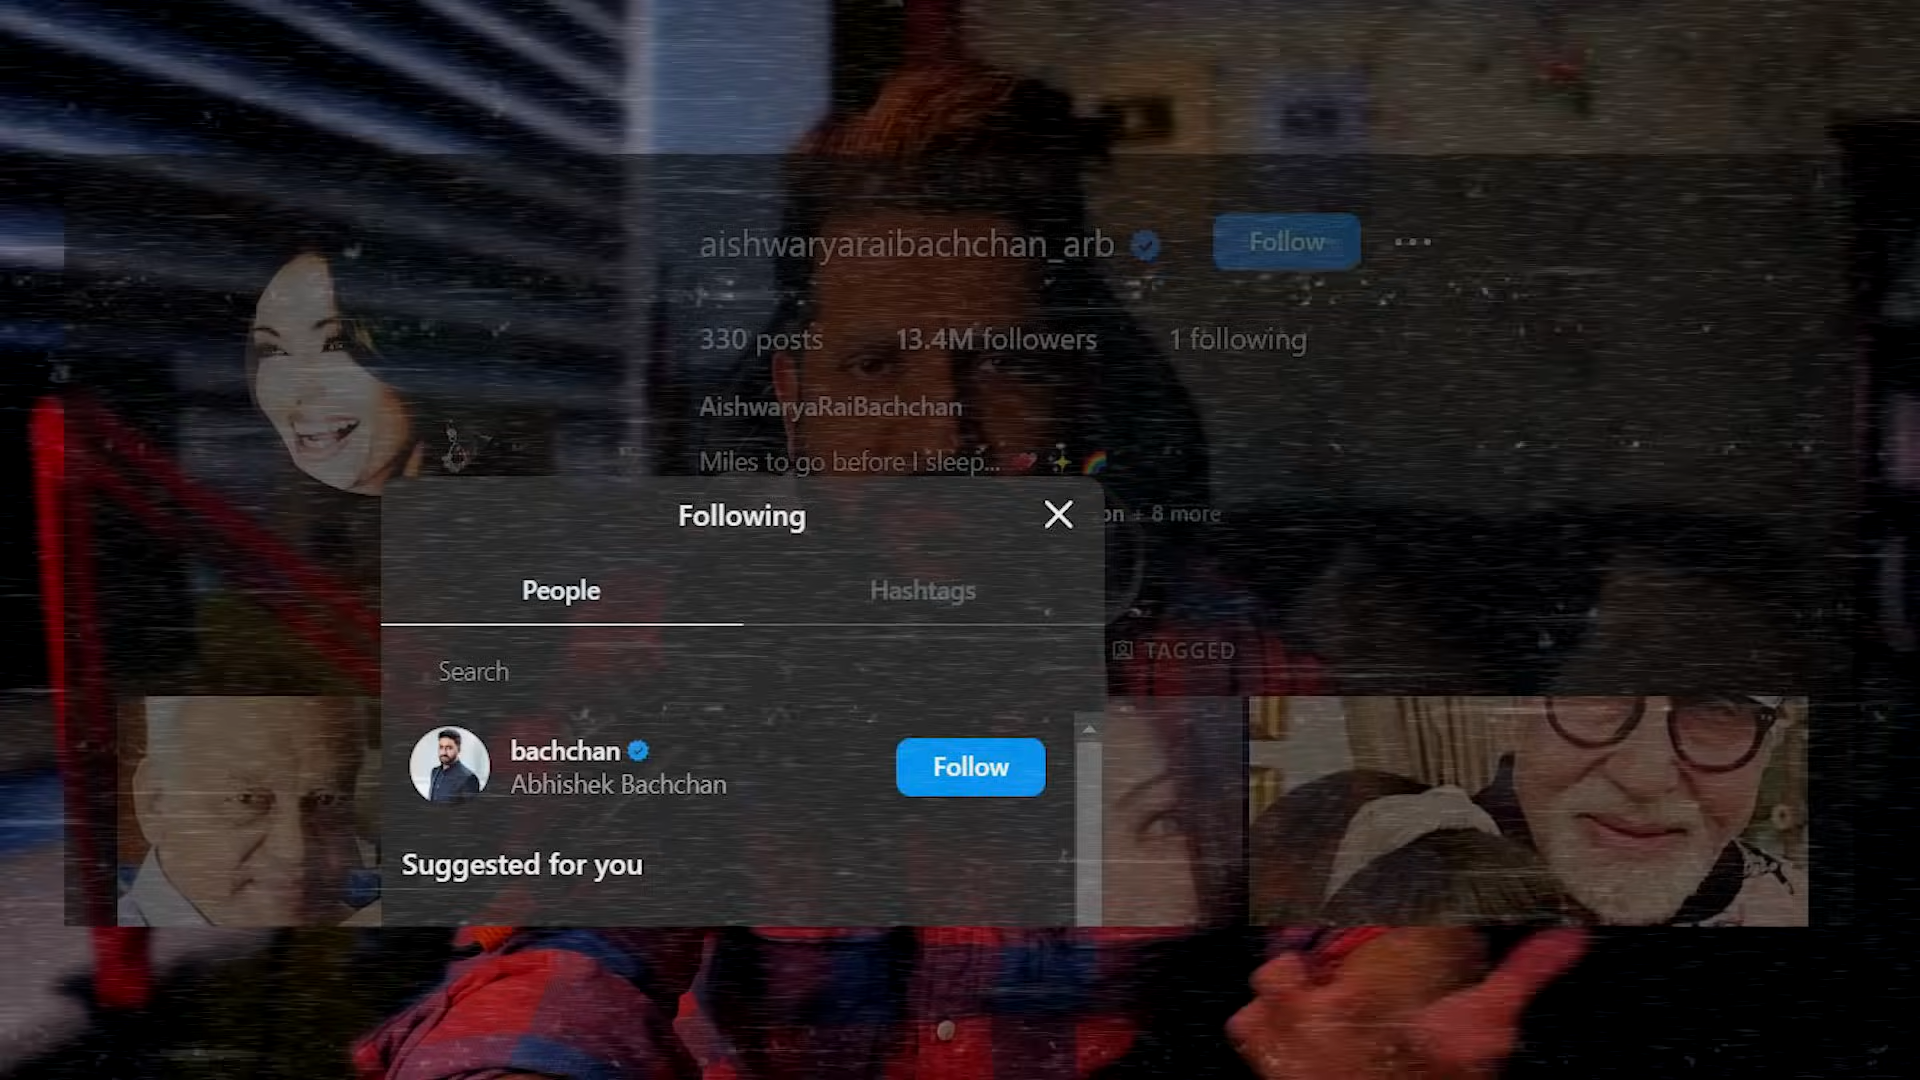 aishwaryaraibachchan_arb Follow
330 posts 13.4M followers 1 following
AishwaryaRaiBachchan
Miles to go before I sleep... 💖 ✨ 🌈
on + 8 more
Following
People Hashtags
TAGGED
Search
bachchan
Abhishek Bachchan
Follow
Suggested for you